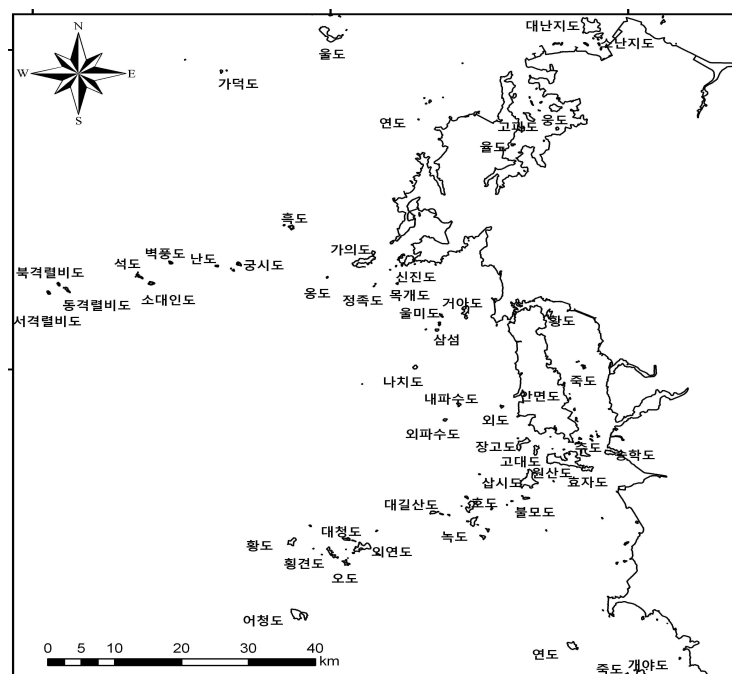 대난지도
소난지도
N
울도
W
E
가덕도
S
연도
고파도
웅도
율도
흑도
가의도
벽풍도
난도
궁시도
석도
신진도
북격렬비도
소대인도
옹도
정족도
목개도
동격렬비도
거아도
울미도
서격렬비도
황도
삼섬
나치도
죽도
내파수도
안면도
외도
외파수도
장고도
추도
송학도
고대도
원산도
삽시도
효자도
대길산도
호도
불모도
대청도
녹도
황도
외연도
횡견도
오도
어청도
연도
개야도
죽도
0 5 10 20 30 40
km